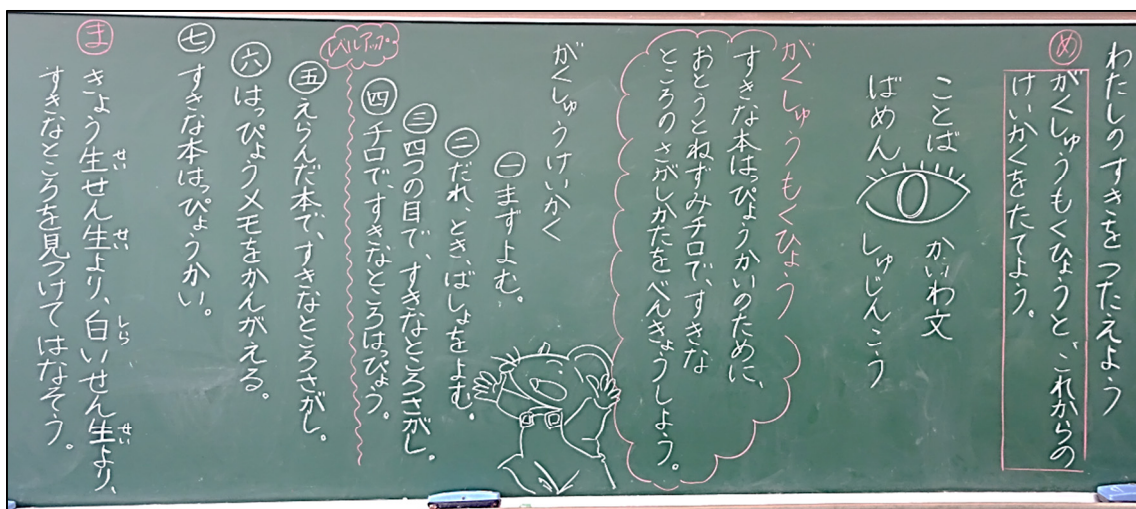 わたしのすきをつたえよう
め
がくしゅうもくひょうと、これからの
けいかくをたてよう。
ことば
かいわ文
ばめん
しゅじんこう
がくしゅうもくひょう
すきな本はっぴょうかいのために、
おとうとねずみチロで、すきな
ところのさがしかたをべんきょうしよう。
がくしゅうけいかく
一 まずよむ。
二 だれ、とき、ばしょをよむ。
三 四つの目で、すきなところさがし。
四 チロで、すきなところはっぴょう。
レベルアップ
五 えらんだ本で、すきなところさがし。
六 はっぴょうメモをかんがえる。
七 すきな本はっぴょうかい。
ま
きょう生せん生より、白いせん生より、
せい せい しら せい
すきなところを見つけてはなそう。